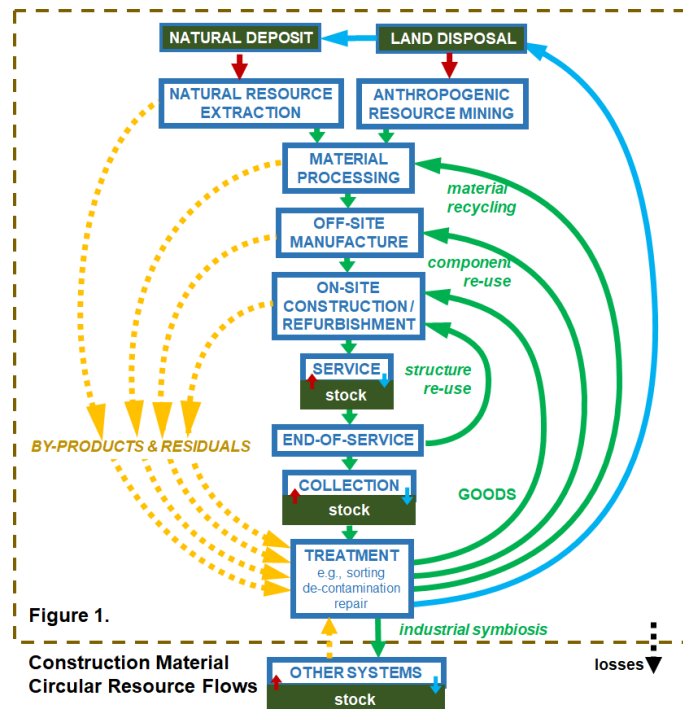 NATURAL DEPOSIT
LAND DISPOSAL
NATURAL RESOURCE
EXTRACTION
ANTHROPOGENIC
RESOURCE MINING
MATERIAL
PROCESSING
material
recycling
OFF-SITE
MANUFACTURE
component
re-use
ON-SITE
CONSTRUCTION/
REFURBISHMENT
SERVICE
stock
structure
re-use
BY-PRODUCTS & RESIDUALS
END-OF-SERVICE
COLLECTION
stock
GOODS
TREATMENT
e.g., sorting
de-contamination
repair
Figure 1.
industrial symbiosis
Construction Material
Circular Resource Flows
OTHER SYSTEMS
stock
losses